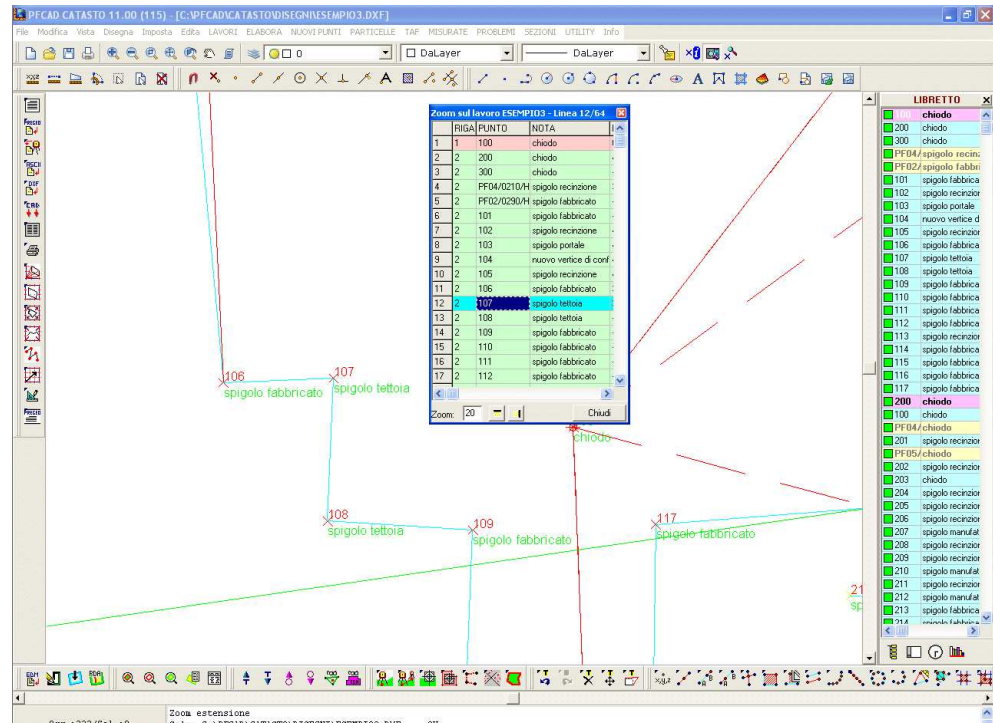 PFCAD CATASTO 11.00 (115) - [C:\PFCAD\CATASTO\DISEGNI\ESEMPIO3.DXF]
File Modifica Vista Disegna Imposta Edita LAVORI ELABORA NUOVI PUNTI PARTICELLE TAF MISURATE PROBLEMI SEZIONI UTILITY Info
0 DaLayer DaLayer
Zoom sul lavoro ESEMPIO3 - Linea 12/64
RIGA PUNTO NOTA
1 1 100 chiodo
2 2 200 chiodo
3 2 300 chiodo
4 2 PF04/0210/H spigolo recinzione
5 2 PF02/0290/H spigolo fabbricato
6 2 101 spigolo fabbricato
7 2 102 spigolo recinzione
8 2 103 spigolo portale
9 2 104 nuovo vertice di conf
10 2 105 spigolo recinzione
11 2 106 spigolo fabbricato
12 2 107 spigolo tettoia
13 2 108 spigolo tettoia
14 2 109 spigolo fabbricato
15 2 110 spigolo fabbricato
16 2 111 spigolo fabbricato
17 2 112 spigolo fabbricato
Zoom: 20 Chiudi
106
spigolo fabbricato
107
spigolo tettoia
chiodo
108
spigolo tettoia
109
spigolo fabbricato
117
spigolo fabbricato
21
sp
LIBRETTO
100 chiodo
200 chiodo
300 chiodo
PF04/ spigolo recin
PF02/ spigolo fabbri
101 spigolo fabbrica
102 spigolo recinzior
103 spigolo portale
104 nuovo vertice d
105 spigolo recinzior
106 spigolo fabbrica
107 spigolo tettoia
108 spigolo tettoia
109 spigolo fabbrica
110 spigolo fabbrica
111 spigolo fabbrica
112 spigolo fabbrica
113 spigolo recinzior
114 spigolo fabbrica
115 spigolo fabbrica
116 spigolo fabbrica
117 spigolo fabbrica
200 chiodo
100 chiodo
PF04/ chiodo
201 spigolo recinzior
PF05/ chiodo
202 spigolo recinzior
203 chiodo
204 spigolo recinzior
205 spigolo recinzior
206 spigolo recinzior
207 spigolo manufat
208 spigolo recinzior
209 spigolo recinzior
210 spigolo manufat
211 spigolo recinzior
212 spigolo manufat
213 spigolo fabbrica
214 spigolo fabbrica
Zoom estensione